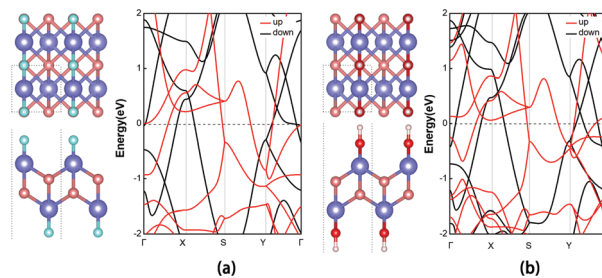 2
up
down
Energy(eV)
1
0
-1
-2
Γ
X
S
Y
Γ
(a)
2
up
down
Energy(eV)
1
0
-1
-2
Γ
X
S
Y
Γ
(b)